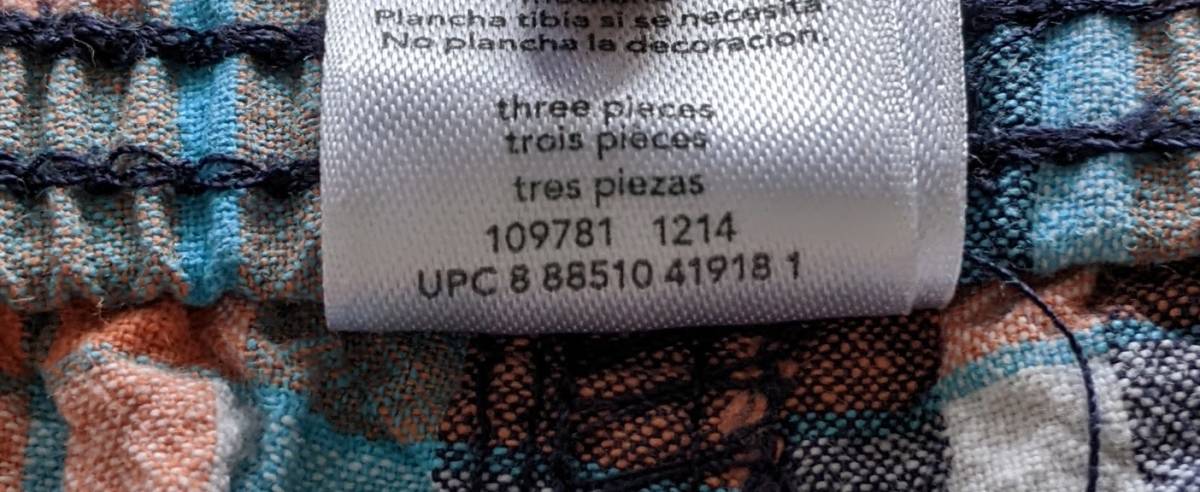 Plancha tibia si se necesita.
No plancha la decoracion.
three pieces
trois pieces
tres piezas
109781 1214
UPC 8 88510 41918 1